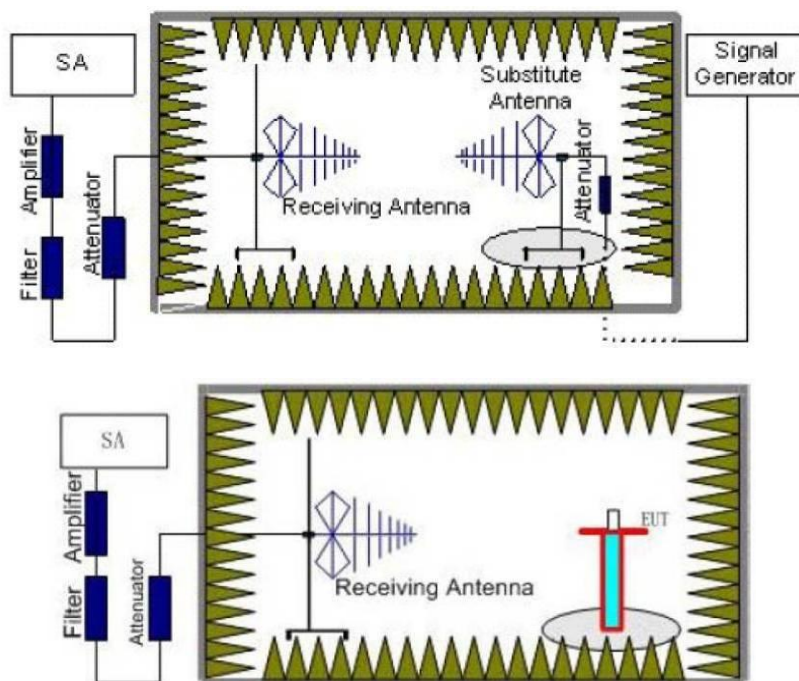 SA
Signal
Generator
Substitute
Antenna
Amplifier
Attenuator
Attenuator
Receiving Antenna
Filter
SA
Amplifier
EUT
Filter
Attenuator
Receiving Antenna